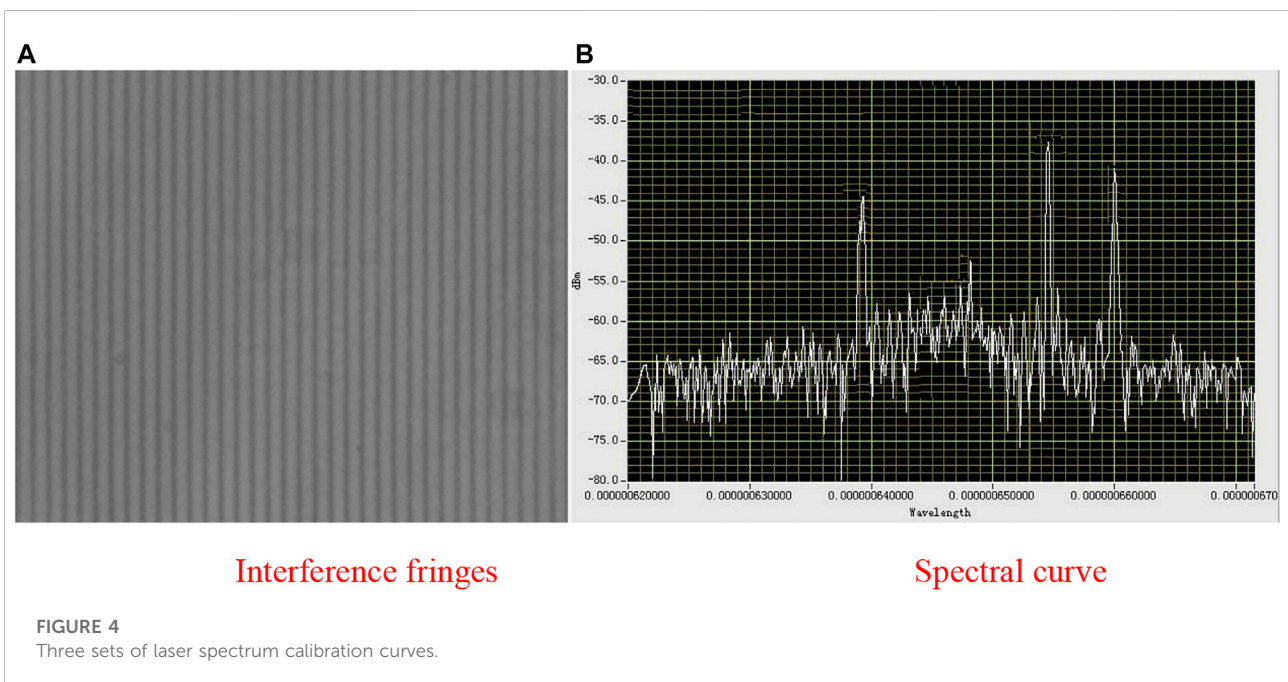 A
B
-30.0
-35.0
-40.0
-45.0
-50.0
-55.0
-60.0
-65.0
-70.0
-75.0
-80.0
dBm
0.000000620000 0.000000630000 0.000000640000 0.000000650000 0.000000660000 0.000000670
Wavelength
Interference fringes
Spectral curve
FIGURE 4
Three sets of laser spectrum calibration curves.